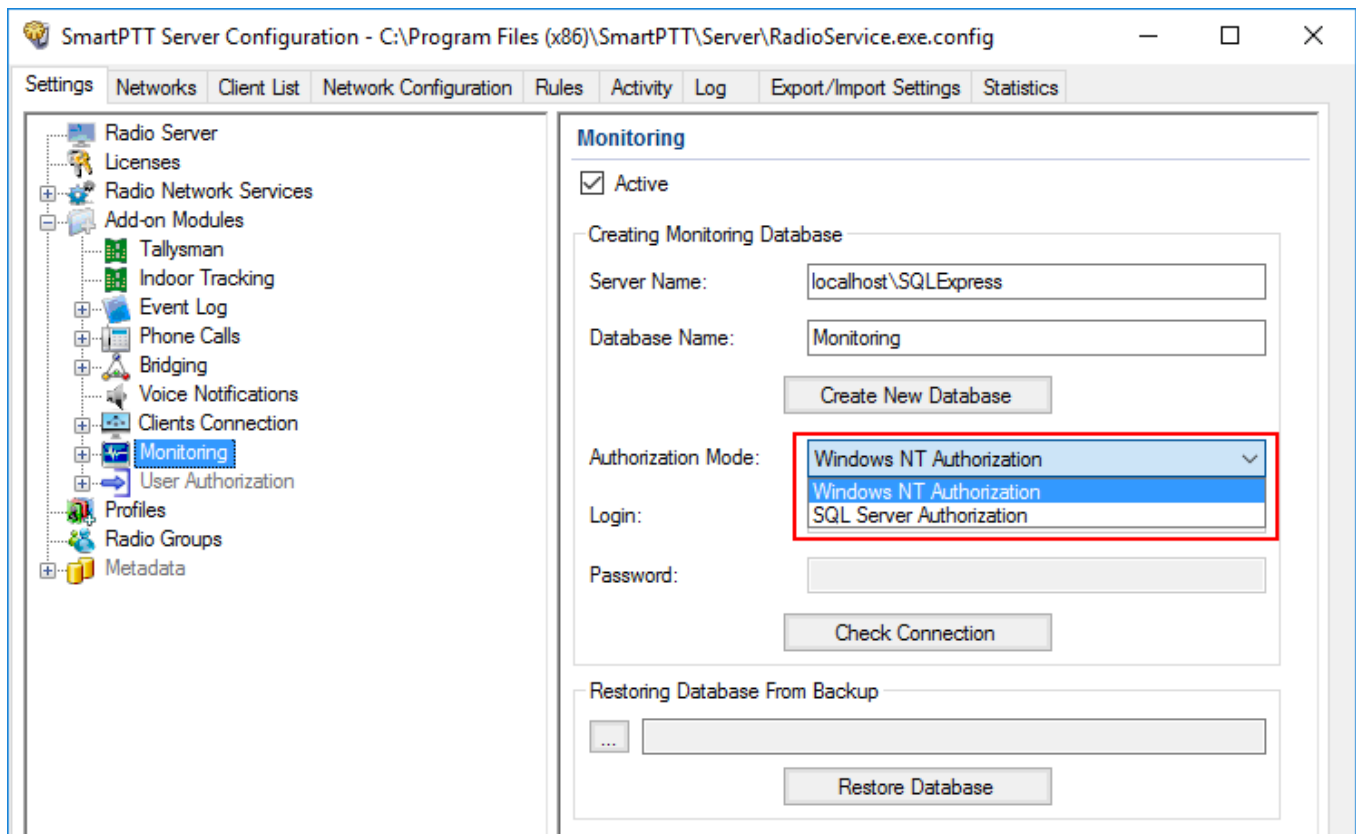 SmartPTT Server Configuration - C:\Program Files (x86)\SmartPTT\Server\RadioService.exe.config
Settings Networks Client List Network Configuration Rules Activity Log Export/Import Settings Statistics
Radio Server
Licenses
Radio Network Services
Add-on Modules
Tallysman
Indoor Tracking
Event Log
Phone Calls
Bridging
Voice Notifications
Clients Connection
Monitoring
User Authorization
Profiles
Radio Groups
Metadata
Monitoring
Active
Creating Monitoring Database
Server Name: localhost\SQLExpress
Database Name: Monitoring
Create New Database
Authorization Mode: Windows NT Authorization
Windows NT Authorization
SQL Server Authorization
Login:
Password:
Check Connection
Restoring Database From Backup
...
Restore Database